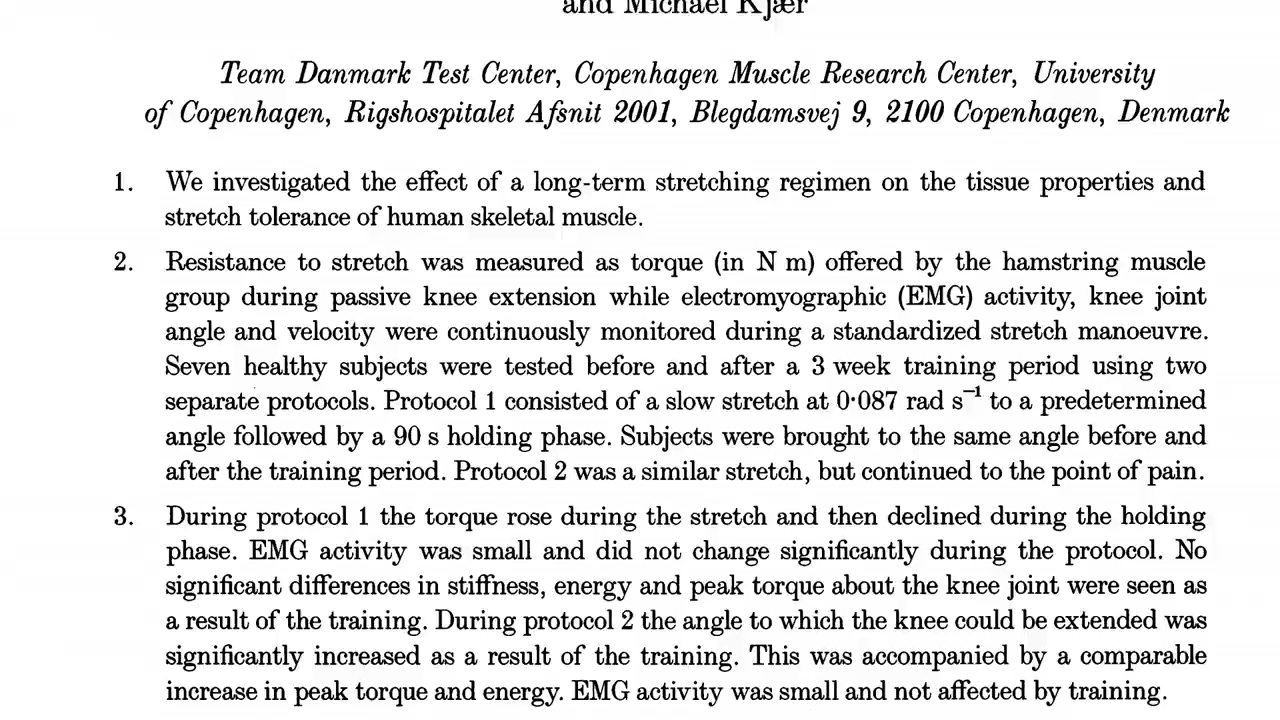 and Michael Kjær
Team Danmark Test Center, Copenhagen Muscle Research Center, University
of Copenhagen, Rigshospitalet Afsnit 2001, Blegdamsvej 9, 2100 Copenhagen, Denmark
1. We investigated the effect of a long-term stretching regimen on the tissue properties and
stretch tolerance of human skeletal muscle.
2. Resistance to stretch was measured as torque (in N m) offered by the hamstring muscle
group during passive knee extension while electromyographic (EMG) activity, knee joint
angle and velocity were continuously monitored during a standardized stretch manoeuvre.
Seven healthy subjects were tested before and after a 3 week training period using two
separate protocols. Protocol 1 consisted of a slow stretch at 0·087 rad s⁻¹ to a predetermined
angle followed by a 90 s holding phase. Subjects were brought to the same angle before and
after the training period. Protocol 2 was a similar stretch, but continued to the point of pain.
3. During protocol 1 the torque rose during the stretch and then declined during the holding
phase. EMG activity was small and did not change significantly during the protocol. No
significant differences in stiffness, energy and peak torque about the knee joint were seen as
a result of the training. During protocol 2 the angle to which the knee could be extended was
significantly increased as a result of the training. This was accompanied by a comparable
increase in peak torque and energy. EMG activity was small and not affected by training.